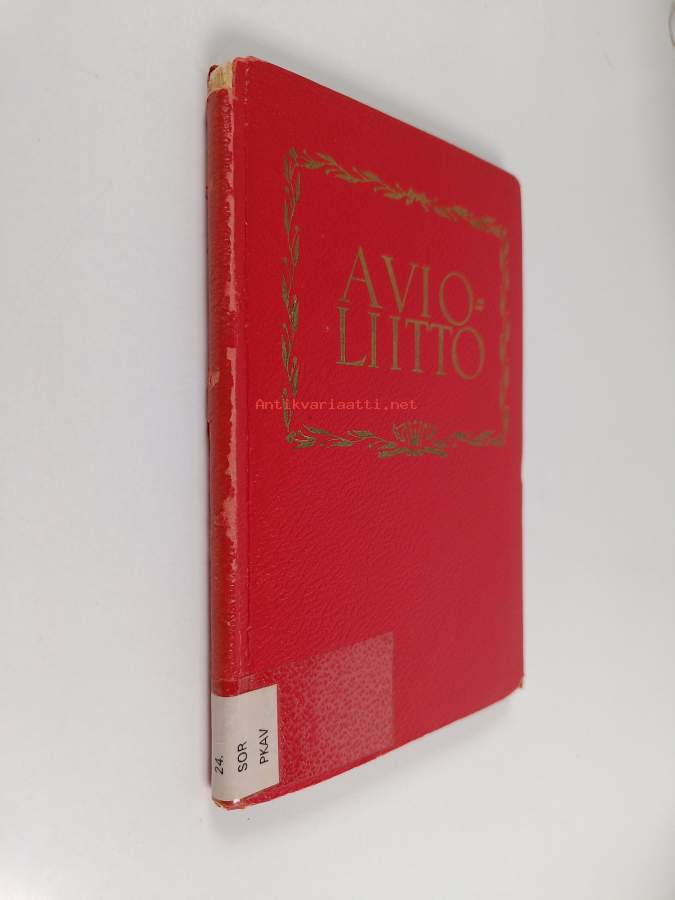 AVIO=
LIITTO
Antikvariaatti.net
24.
SOR
PKAV